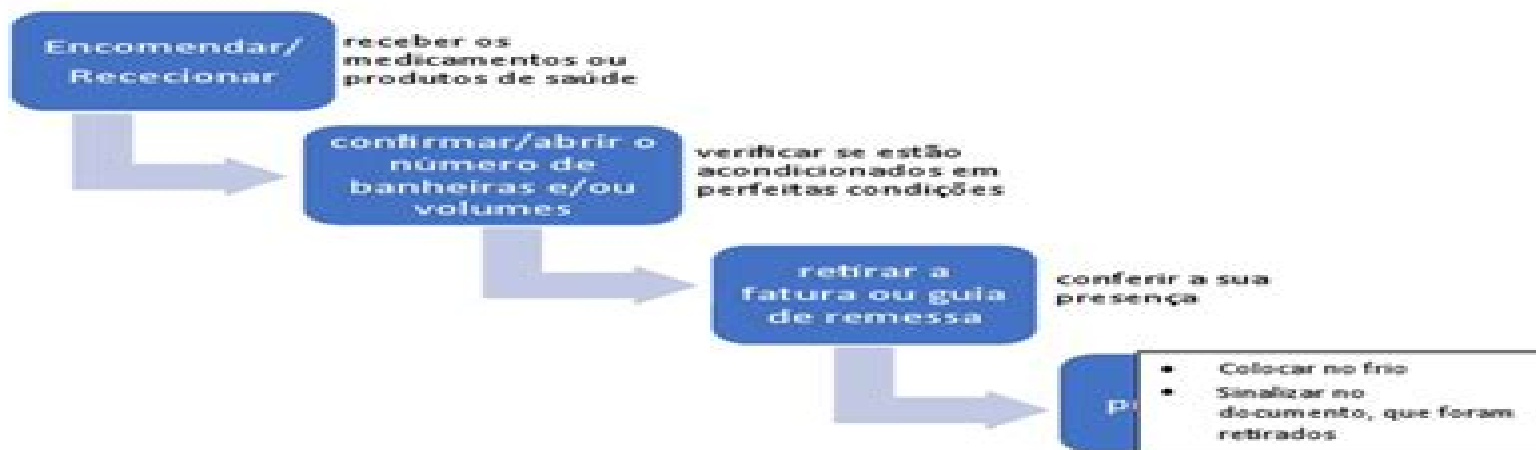 Encomendar/
Rececionar
receber os
medicamentos ou
produtos de saúde
confirmar/abrir o
número de
banheiras e/ou
volumes
verificar se estão
acondicionados em
perfeitas condições
retirar a
fatura ou guia
de remessa
conferir a sua
presença
• Colocar no frio
• Sinalizar no
documento, que foram
retirados